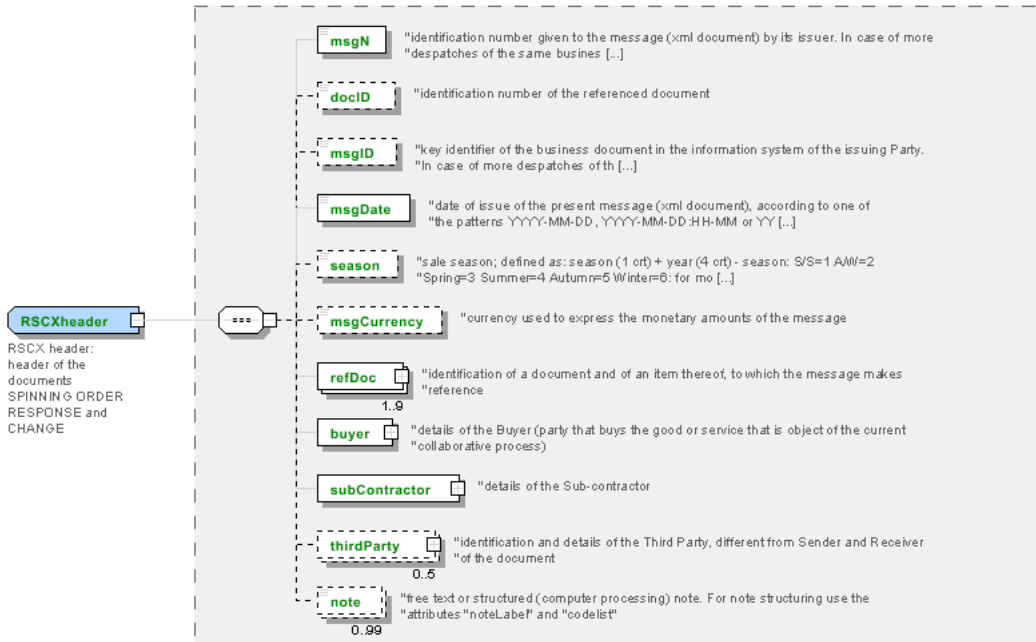 msgN
"identification number given to the message (xml document) by its issuer. In case of more
"despatches of the same busines [...]
docID
"identification number of the referenced document
msgID
"key identifier of the business document in the information system of the issuing Party.
"In case of more despatches of th [...]
msgDate
"date of issue of the present message (xml document), according to one of
"the patterns YYYY-MM-DD, YYYY-MM-DD:HH-MM or YY [...]
season
"sale season; defined as: season (1 crt) + year (4 crt) - season: S/S=1 A/W=2
"Spring=3 Summer=4 Autumn=5 Winter=6: for mo [...]
RSCXheader
RSCX header:
header of the
documents
SPINNING ORDER
RESPONSE and
CHANGE
msgCurrency
"currency used to express the monetary amounts of the message
refDoc
1..9
"identification of a document and of an item thereof, to which the message makes
"reference
buyer
"details of the Buyer (party that buys the good or service that is object of the current
"collaborative process)
subContractor
"details of the Sub-contractor
thirdParty
0..5
"identification and details of the Third Party, different from Sender and Receiver
"of the document
note
0..99
"free text or structured (computer processing) note. For note structuring use the
"attributes "noteLabel" and "codelist"